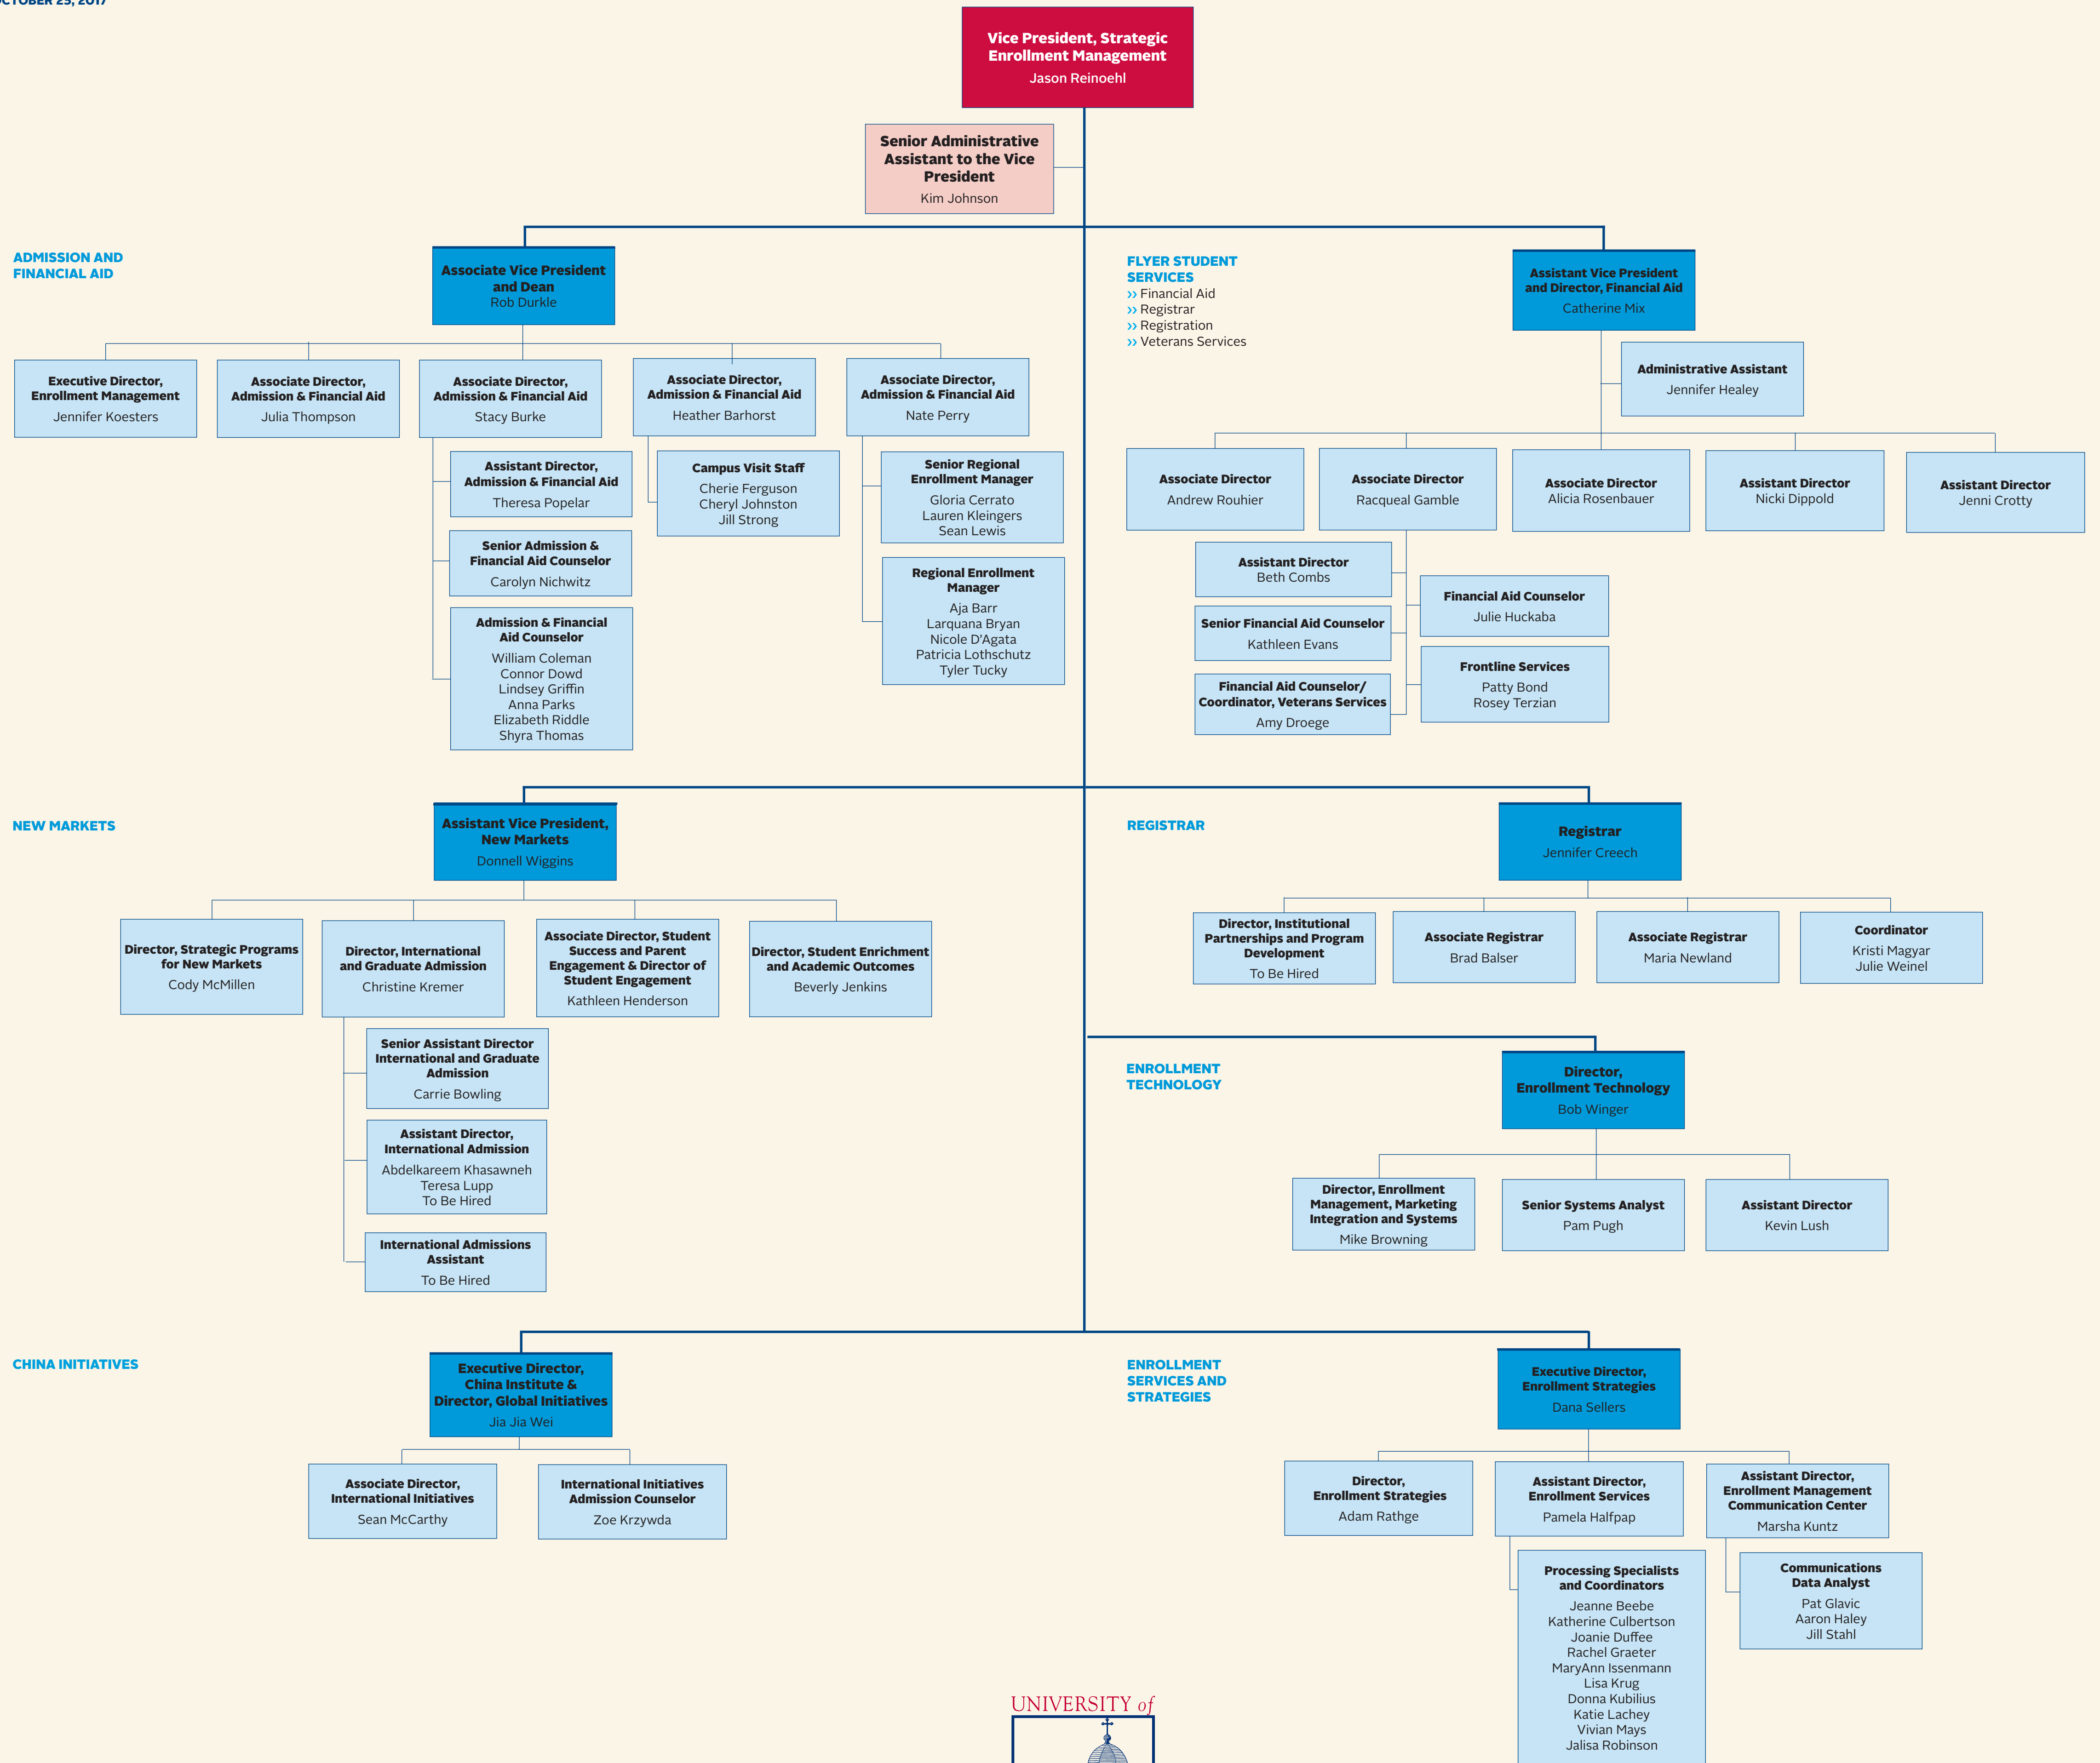 OCTOBER 25, 2017
Vice President, Strategic
Enrollment Management
Jason Reinoehl
Senior Administrative
Assistant to the Vice
President
Kim Johnson
ADMISSION AND
FINANCIAL AID
Associate Vice President
and Dean
Rob Durkle
Executive Director,
Enrollment Management
Jennifer Koesters
Associate Director,
Admission & Financial Aid
Julia Thompson
Associate Director,
Admission & Financial Aid
Stacy Burke
Associate Director,
Admission & Financial Aid
Heather Barhorst
Associate Director,
Admission & Financial Aid
Nate Perry
Assistant Director,
Admission & Financial Aid
Theresa Popelar
Senior Admission &
Financial Aid Counselor
Carolyn Nichwitz
Admission & Financial
Aid Counselor
William Coleman
Connor Dowd
Lindsey Griffin
Anna Parks
Elizabeth Riddle
Shyra Thomas
Campus Visit Staff
Cherie Ferguson
Cheryl Johnston
Jill Strong
Senior Regional
Enrollment Manager
Gloria Cerrato
Lauren Kleingers
Sean Lewis
Regional Enrollment
Manager
Aja Barr
Larquana Bryan
Nicole D'Agata
Patricia Lothschutz
Tyler Tucky
FLYER STUDENT
SERVICES
›› Financial Aid
›› Registrar
›› Registration
›› Veterans Services
Assistant Vice President
and Director, Financial Aid
Catherine Mix
Administrative Assistant
Jennifer Healey
Associate Director
Andrew Rouhier
Associate Director
Racqueal Gamble
Associate Director
Alicia Rosenbauer
Assistant Director
Nicki Dippold
Assistant Director
Jenni Crotty
Assistant Director
Beth Combs
Senior Financial Aid Counselor
Kathleen Evans
Financial Aid Counselor/
Coordinator, Veterans Services
Amy Droege
Financial Aid Counselor
Julie Huckaba
Frontline Services
Patty Bond
Rosey Terzian
NEW MARKETS
Assistant Vice President,
New Markets
Donnell Wiggins
Director, Strategic Programs
for New Markets
Cody McMillen
Director, International
and Graduate Admission
Christine Kremer
Associate Director, Student
Success and Parent
Engagement & Director of
Student Engagement
Kathleen Henderson
Director, Student Enrichment
and Academic Outcomes
Beverly Jenkins
Senior Assistant Director
International and Graduate
Admission
Carrie Bowling
Assistant Director,
International Admission
Abdelkareem Khasawneh
Teresa Lupp
To Be Hired
International Admissions
Assistant
To Be Hired
REGISTRAR
Registrar
Jennifer Creech
Director, Institutional
Partnerships and Program
Development
To Be Hired
Associate Registrar
Brad Balser
Associate Registrar
Maria Newland
Coordinator
Kristi Magyar
Julie Weinel
ENROLLMENT
TECHNOLOGY
Director,
Enrollment Technology
Bob Winger
Director, Enrollment
Management, Marketing
Integration and Systems
Mike Browning
Senior Systems Analyst
Pam Pugh
Assistant Director
Kevin Lush
CHINA INITIATIVES
Executive Director,
China Institute &
Director, Global Initiatives
Jia Jia Wei
Associate Director,
International Initiatives
Sean McCarthy
International Initiatives
Admission Counselor
Zoe Krzywda
ENROLLMENT
SERVICES AND
STRATEGIES
Executive Director,
Enrollment Strategies
Dana Sellers
Director,
Enrollment Strategies
Adam Rathge
Assistant Director,
Enrollment Services
Pamela Halfpap
Assistant Director,
Enrollment Management
Communication Center
Marsha Kuntz
Processing Specialists
and Coordinators
Jeanne Beebe
Katherine Culbertson
Joanie Duffee
Rachel Graeter
MaryAnn Issenmann
Lisa Krug
Donna Kubilius
Katie Lachey
Vivian Mays
Jalisa Robinson
Communications
Data Analyst
Pat Glavic
Aaron Haley
Jill Stahl
UNIVERSITY of